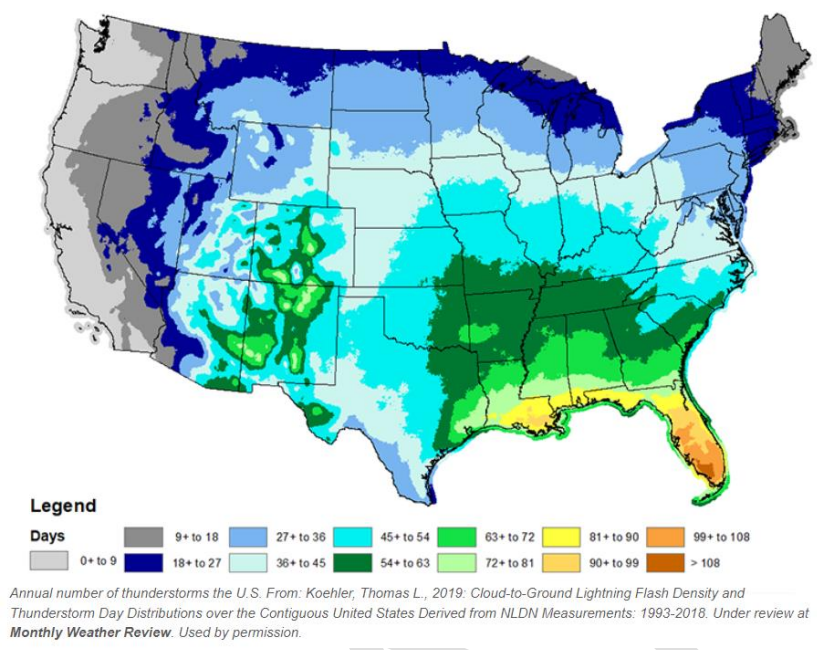 Legend
Days
9+ to 18 27+ to 36 45+ to 54 63+ to 72 81+ to 90 99+ to 108
0+ to 9 18+ to 27 36+ to 45 54+ to 63 72+ to 81 90+ to 99 > 108
Annual number of thunderstorms the U.S. From: Koehler, Thomas L., 2019: Cloud-to-Ground Lightning Flash Density and
Thunderstorm Day Distributions over the Contiguous United States Derived from NLDN Measurements: 1993-2018. Under review at
Monthly Weather Review. Used by permission.